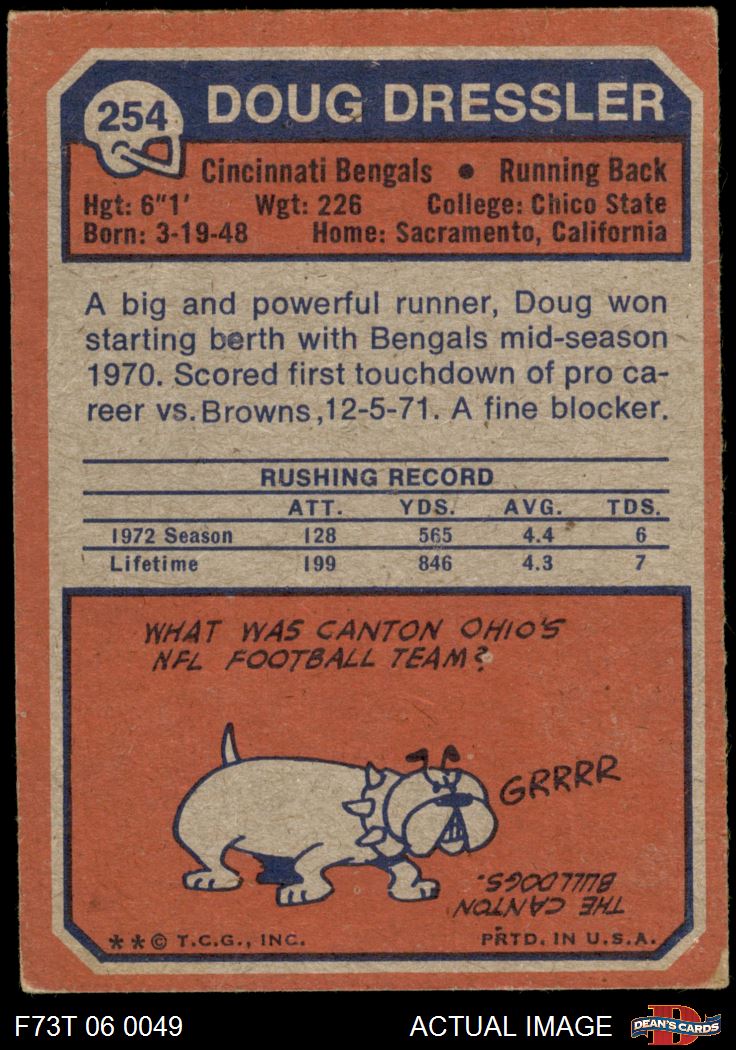 254
DOUG DRESSLER
Cincinnati Bengals • Running Back
Hgt: 6"1' Wgt: 226 College: Chico State
Born: 3-19-48 Home: Sacramento, California
A big and powerful runner, Doug won
starting berth with Bengals mid-season
1970. Scored first touchdown of pro ca-
reer vs. Browns, 12-5-71. A fine blocker.
RUSHING RECORD
ATT. YDS. AVG. TDS.
1972 Season 128 565 4.4 6
Lifetime 199 846 4.3 7
WHAT WAS CANTON OHIO'S
NFL FOOTBALL TEAM?
GRRRR
THE CANTON
BULLDOGS.
**© T.C.G., INC. PRTD. IN U.S.A.
F73T 06 0049 ACTUAL IMAGE D DEAN'S CARDS